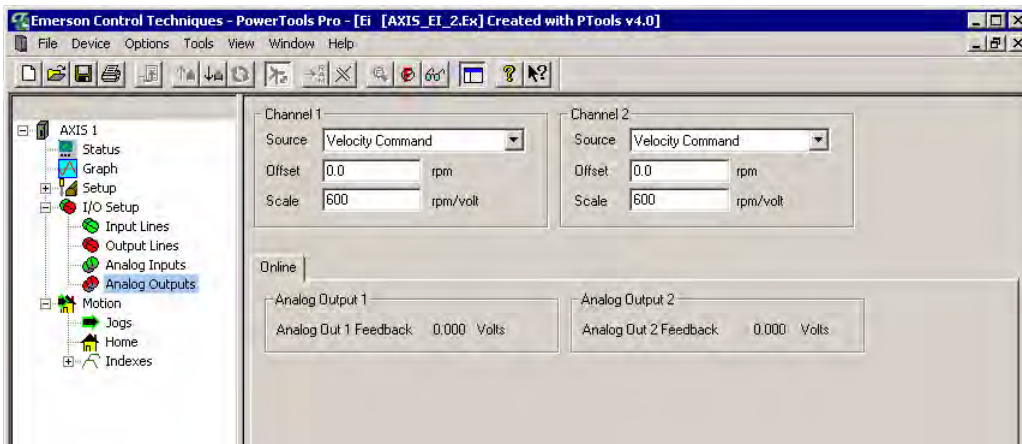 Emerson Control Techniques - PowerTools Pro - [Ei [AXIS_EI_2.Ex] Created with PTools v4.0]
File Device Options Tools View Window Help
AXIS 1
Status
Graph
Setup
I/O Setup
Input Lines
Output Lines
Analog Inputs
Analog Outputs
Motion
Jogs
Home
Indexes
Channel 1
Source Velocity Command
Offset 0.0 rpm
Scale 600 rpm/volt
Channel 2
Source Velocity Command
Offset 0.0 rpm
Scale 600 rpm/volt
Online
Analog Output 1
Analog Out 1 Feedback 0.000 Volts
Analog Output 2
Analog Out 2 Feedback 0.000 Volts